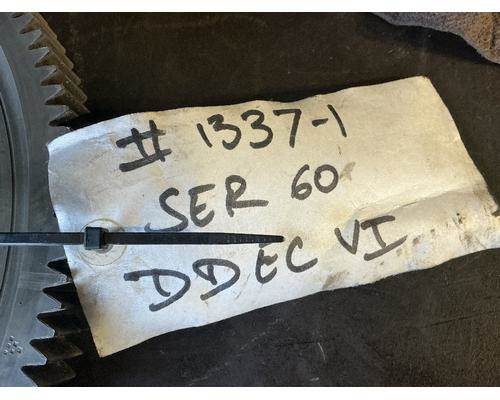 # 1337-1
SER 60
DDEC VI